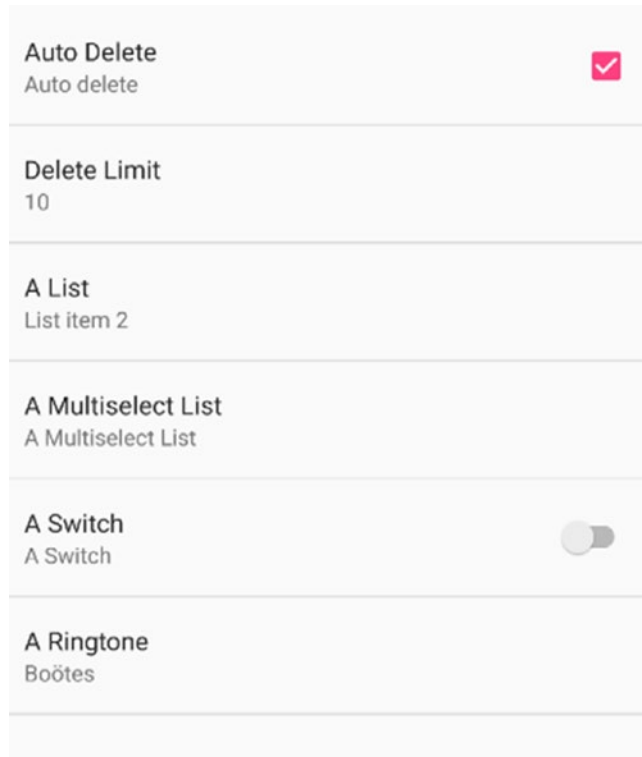 Auto Delete
Auto delete
Delete Limit
10
A List
List item 2
A Multiselect List
A Multiselect List
A Switch
A Switch
A Ringtone
Boötes